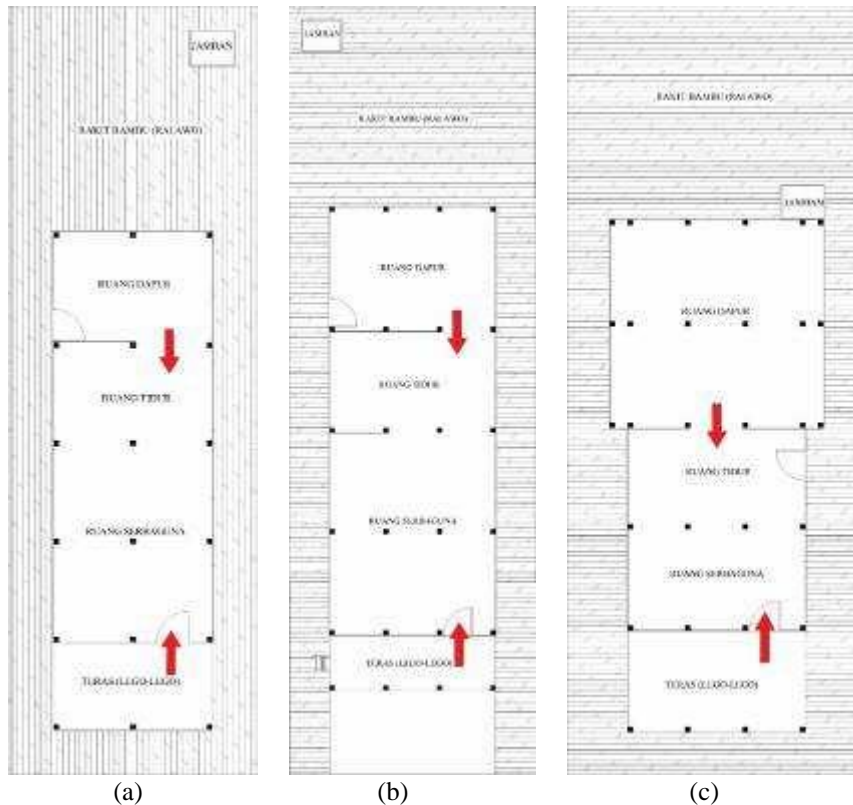 JAMBAN
RAKIT BAMBU (RALAWO)
RUANG DAPUR
RUANG TIDUR
RUANG SERBAGUNA
TERAS (LEGO-LEGO)
(a)
JAMBAN
RAKIT BAMBU (RALAWO)
RUANG DAPUR
RUANG TIDUR
RUANG SERBAGUNA
TERAS (LEGO-LEGO)
(b)
RAKIT BAMBU (RALAWO)
JAMBAN
RUANG DAPUR
RUANG TIDUR
RUANG SERBAGUNA
TERAS (LEGO-LEGO)
(c)